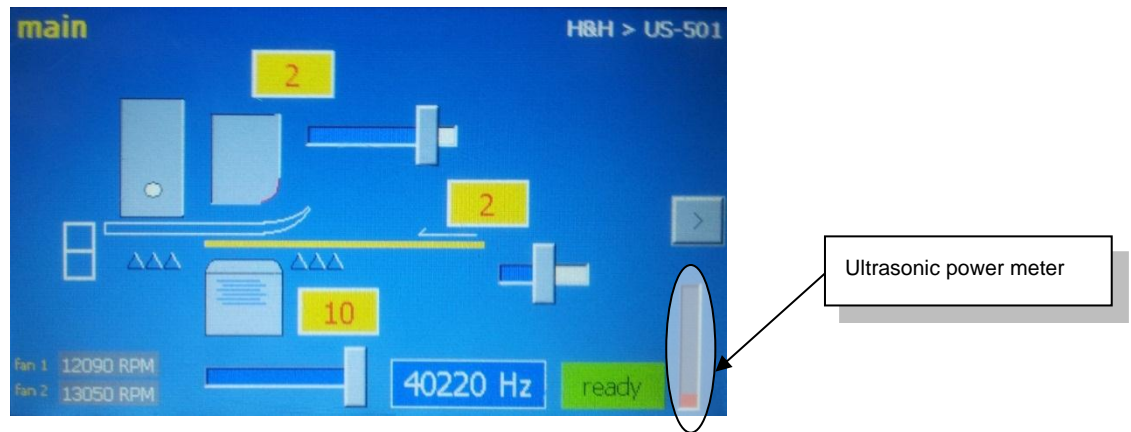 main
H&H > US-501
2
2
>
Ultrasonic power meter
10
fan 1 12090 RPM
fan 2 13050 RPM
40220 Hz
ready